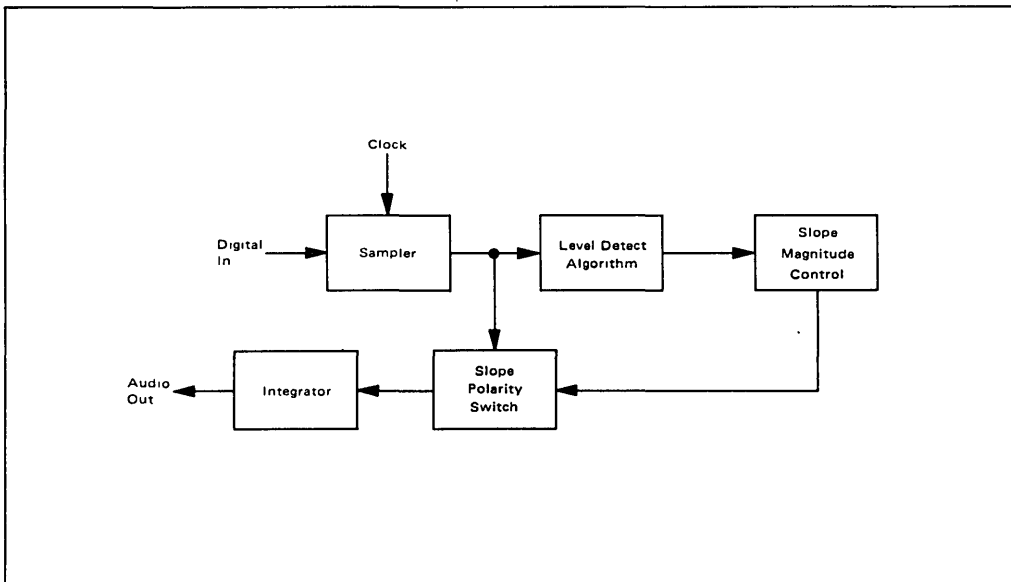 Clock
Digital
In
Sampler
Level Detect
Algorithm
Slope
Magnitude
Control
Audio
Out
Integrator
Slope
Polarity
Switch